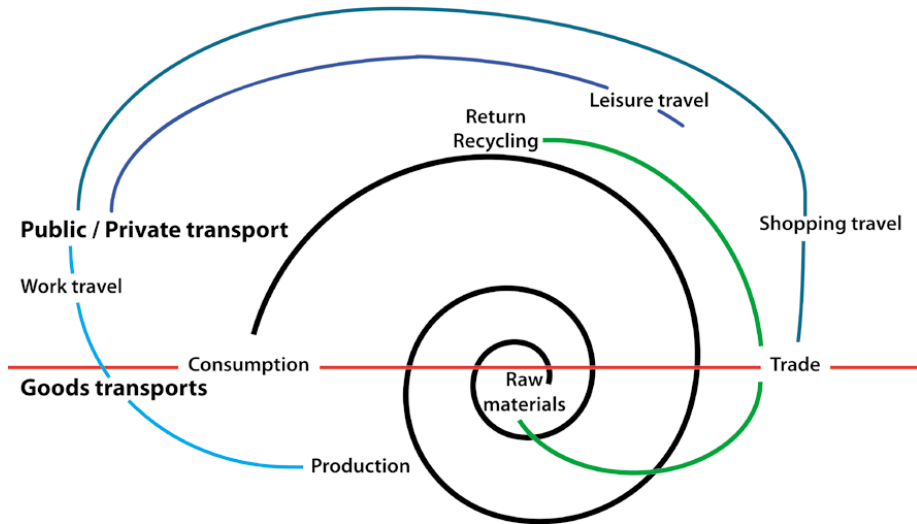 Leisure travel
Return
Recycling
Public / Private transport
Shopping travel
Work travel
Consumption
Trade
Goods transports
Raw
materials
Production